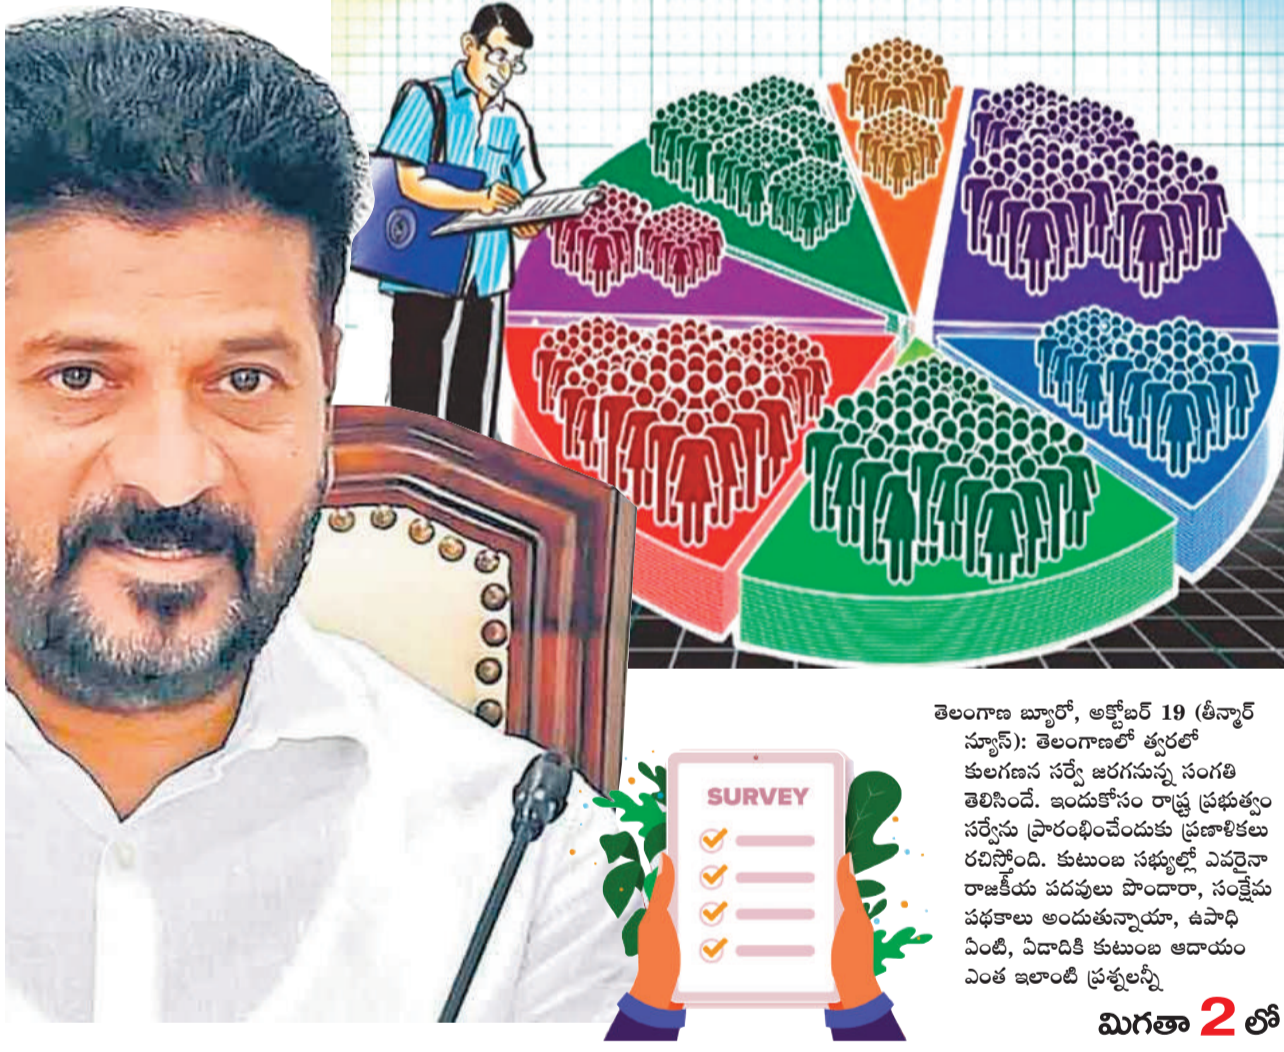 SURVEY
తెలంగాణ బ్యూరో, అక్టోబర్ 19 (తీన్మార్
న్యూస్): తెలంగాణలో త్వరలో
కులగణన సర్వే జరగనున్న సంగతి
తెలిసిందే. ఇందుకోసం రాష్ట్ర ప్రభుత్వం
సర్వేను ప్రారంభించేందుకు ప్రణాళికలు
రచిస్తోంది. కుటుంబ సభ్యుల్లో ఎవరైనా
రాజకీయ పదవులు పొందారా, సంక్షేమ
పథకాలు అందుతున్నాయా, ఉపాధి
ఏంటి, ఏడాదికి కుటుంబ ఆదాయం
ఎంత ఇలాంటి ప్రశ్నలన్నీ
మిగతా 2 లో